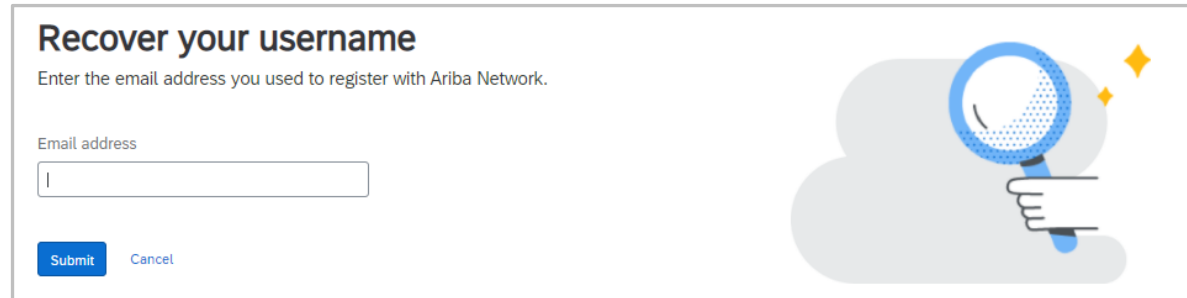 Recover your username
Enter the email address you used to register with Ariba Network.
Email address
Submit Cancel